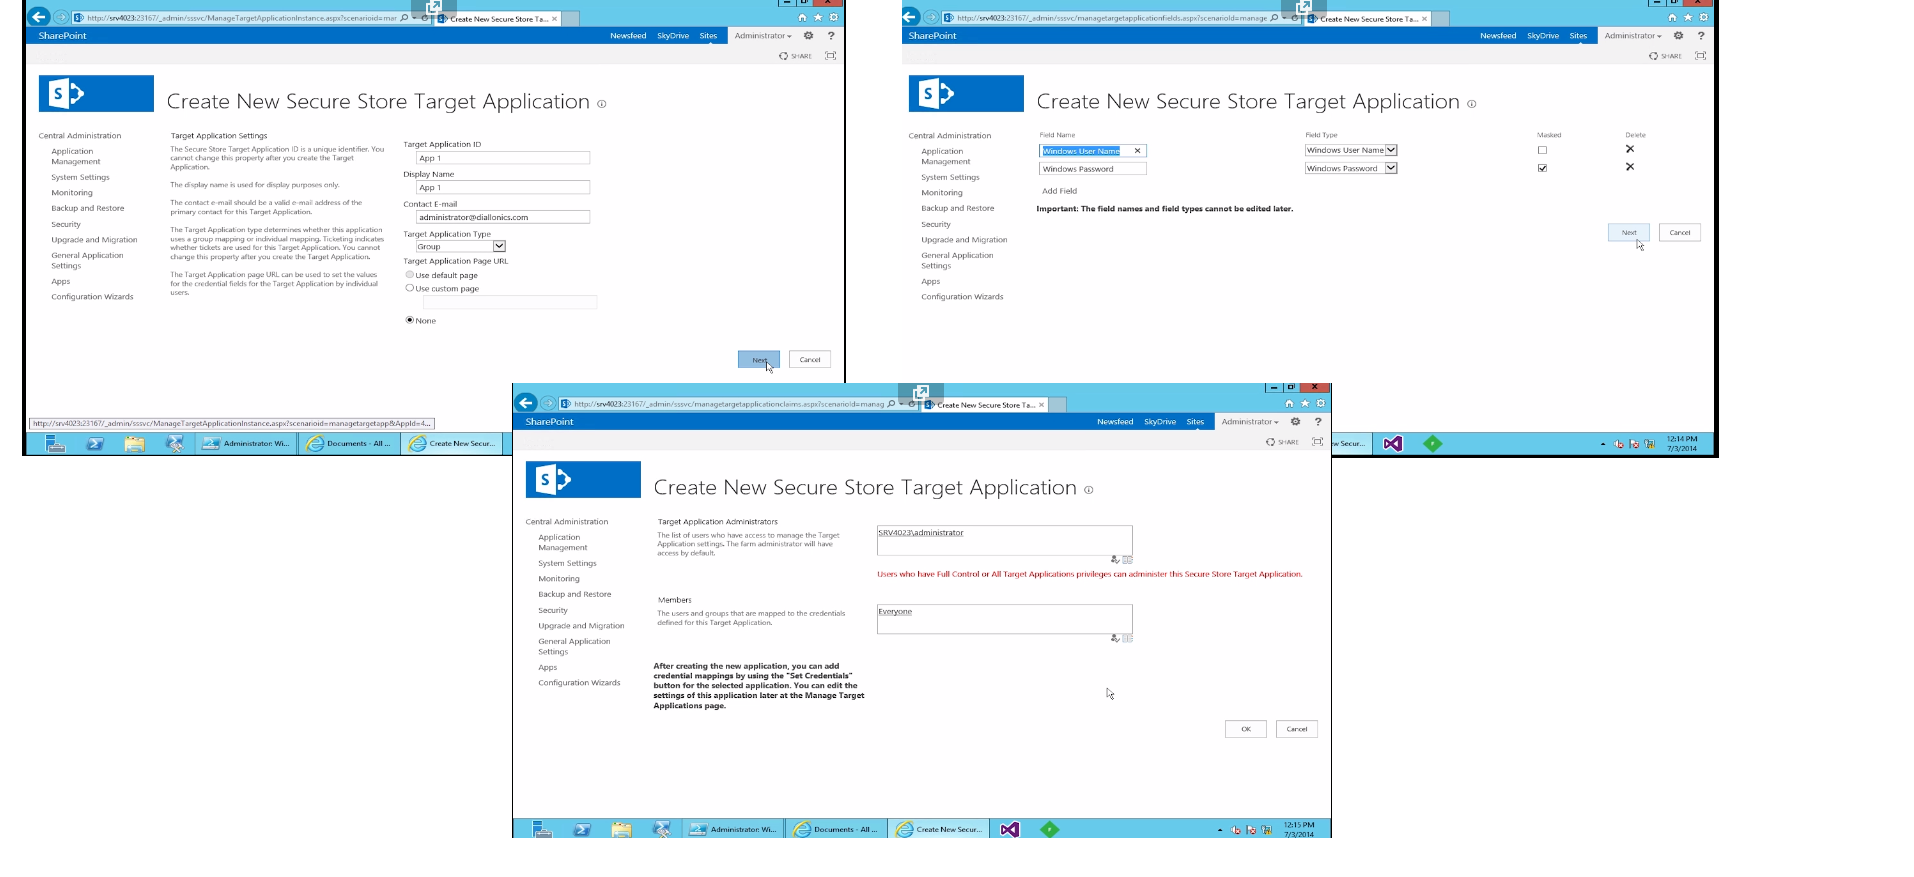 http://srv4023:23167/_admin/sssvc/ManageTargetApplicationInstance.aspx?scenarioid=mar
Create New Secure Store Ta...
SharePoint
Newsfeed SkyDrive Sites Administrator ?
SHARE
S
Create New Secure Store Target Application
Central Administration
Application
Management
System Settings
Monitoring
Backup and Restore
Security
Upgrade and Migration
General Application
Settings
Apps
Configuration Wizards
Target Application Settings
The Secure Store Target Application ID is a unique identifier. You
cannot change this property after you create the Target
Application.
The display name is used for display purposes only.
The contact e-mail should be a valid e-mail address of the
primary contact for this Target Application.
The Target Application type determines whether this application
uses a group mapping or individual mapping. Ticketing indicates
whether tickets are used for this Target Application. You cannot
change this property after you create the Target Application.
The Target Application page URL can be used to set the values
for the credential fields for the Target Application by individual
users.
Target Application ID
App 1
Display Name
App 1
Contact E-mail
administrator@diallonics.com
Target Application Type
Group
Target Application Page URL
Use default page
Use custom page
None
Next Cancel
http://srv4023:23167/_admin/sssvc/ManageTargetApplicationInstance.aspx?scenarioid=managetargetapp&AppId=4...
Administrator: Wi... Documents - All ... Create New Secur...
http://srv4023:23167/_admin/sssvc/managetargetapplicationfields.aspx?scenarioId=manage
Create New Secure Store Ta...
SharePoint
Newsfeed SkyDrive Sites Administrator ?
SHARE
S
Create New Secure Store Target Application
Central Administration
Application
Management
System Settings
Monitoring
Backup and Restore
Security
Upgrade and Migration
General Application
Settings
Apps
Configuration Wizards
Field Name Field Type Masked Delete
Windows User Name Windows User Name
Windows Password Windows Password
Add Field
Important: The field names and field types cannot be edited later.
Next Cancel
ew Secur...
12:14 PM
7/3/2014
http://srv4023:23167/_admin/sssvc/managetargetapplicationclaims.aspx?scenarioId=manag
Create New Secure Store Ta...
SharePoint
Newsfeed SkyDrive Sites Administrator ?
SHARE
S
Create New Secure Store Target Application
Central Administration
Application
Management
System Settings
Monitoring
Backup and Restore
Security
Upgrade and Migration
General Application
Settings
Apps
Configuration Wizards
Target Application Administrators
The list of users who have access to manage the Target
Application settings. The farm administrator will have
access by default.
SRV4023\administrator
Users who have Full Control or All Target Applications privileges can administer this Secure Store Target Application.
Members
The users and groups that are mapped to the credentials
defined for this Target Application.
Everyone
After creating the new application, you can add
credential mappings by using the "Set Credentials"
button for the selected application. You can edit the
settings of this application later at the Manage Target
Applications page.
OK Cancel
Administrator: Wi... Documents - All ... Create New Secur...
12:15 PM
7/3/2014